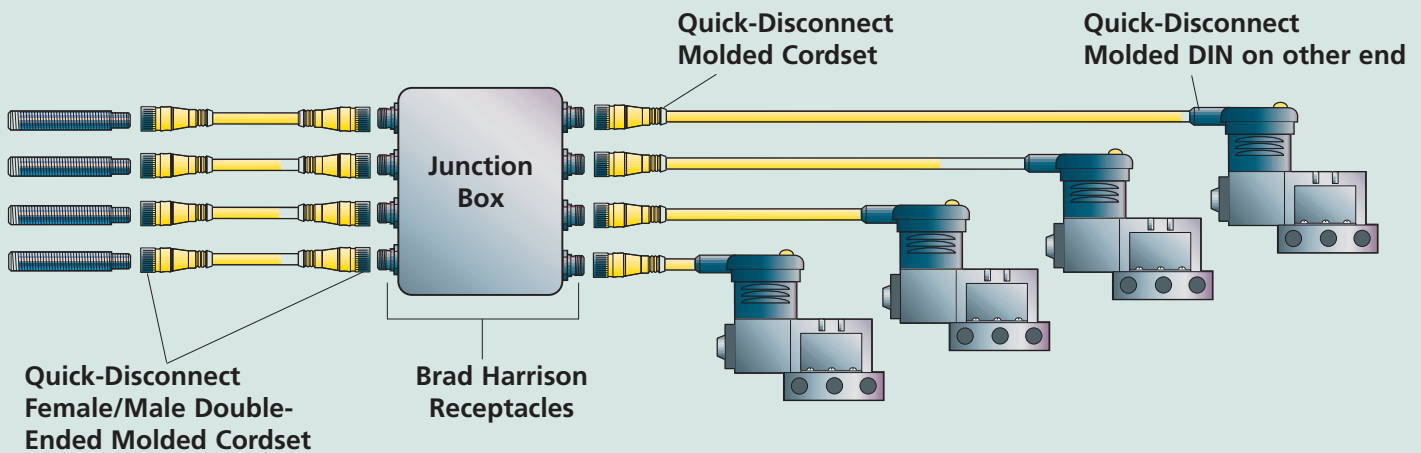 Quick-Disconnect
Molded Cordset
Quick-Disconnect
Molded DIN on other end
Junction
Box
Quick-Disconnect
Female/Male Double-
Ended Molded Cordset
Brad Harrison
Receptacles